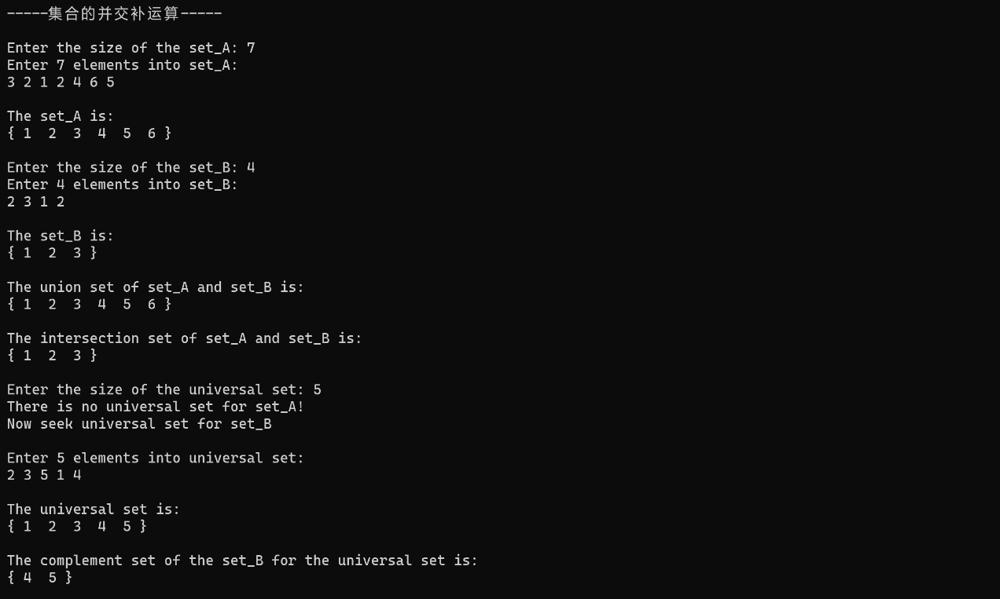 -----集合的并交补运算-----
Enter the size of the set_A: 7
Enter 7 elements into set_A:
3 2 1 2 4 6 5
The set_A is:
{ 1  2  3  4  5  6 }
Enter the size of the set_B: 4
Enter 4 elements into set_B:
2 3 1 2
The set_B is:
{ 1  2  3 }
The union set of set_A and set_B is:
{ 1  2  3  4  5  6 }
The intersection set of set_A and set_B is:
{ 1  2  3 }
Enter the size of the universal set: 5
There is no universal set for set_A!
Now seek universal set for set_B
Enter 5 elements into universal set:
2 3 5 1 4
The universal set is:
{ 1  2  3  4  5 }
The complement set of the set_B for the universal set is:
{ 4  5 }